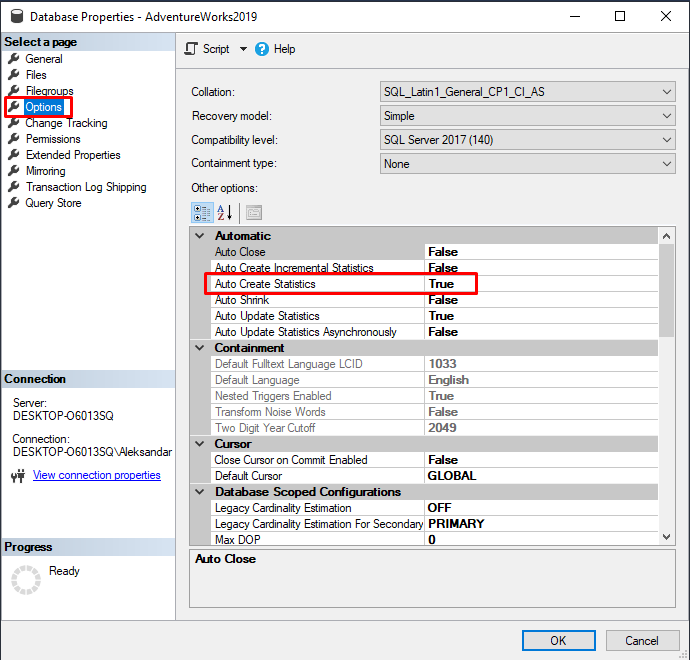 Database Properties - AdventureWorks2019
Select a page
General
Files
Filegroups
Options
Change Tracking
Permissions
Extended Properties
Mirroring
Transaction Log Shipping
Query Store
Connection
Server:
DESKTOP-O6013SQ
Connection:
DESKTOP-O6013SQ\Aleksandar
View connection properties
Progress
Ready
Script Help
Collation: SQL_Latin1_General_CP1_CI_AS
Recovery model: Simple
Compatibility level: SQL Server 2017 (140)
Containment type: None
Other options:
Automatic
Auto Close False
Auto Create Incremental Statistics False
Auto Create Statistics True
Auto Shrink False
Auto Update Statistics True
Auto Update Statistics Asynchronously False
Containment
Default Fulltext Language LCID 1033
Default Language English
Nested Triggers Enabled True
Transform Noise Words False
Two Digit Year Cutoff 2049
Cursor
Close Cursor on Commit Enabled False
Default Cursor GLOBAL
Database Scoped Configurations
Legacy Cardinality Estimation OFF
Legacy Cardinality Estimation For Secondary PRIMARY
Max DOP 0
Auto Close
OK Cancel